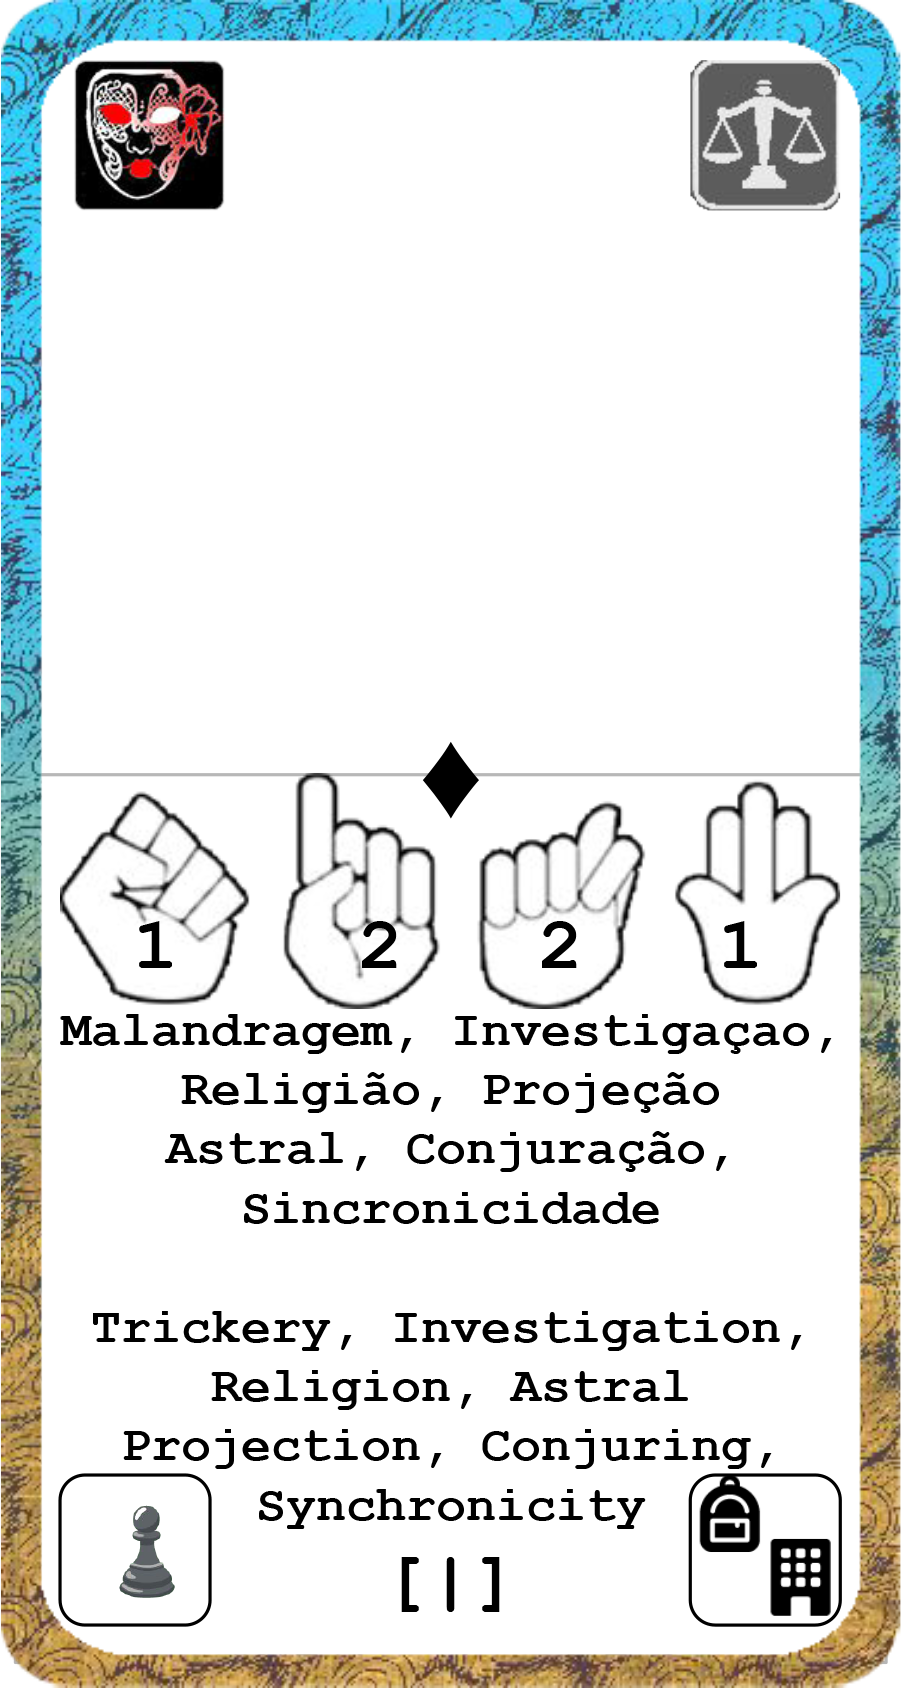 1 2 2 1
Malandragem, Investigaçao,
Religião, Projeção
Astral, Conjuração,
Sincronicidade
Trickery, Investigation,
Religion, Astral
Projection, Conjuring,
Synchronicity
[|]